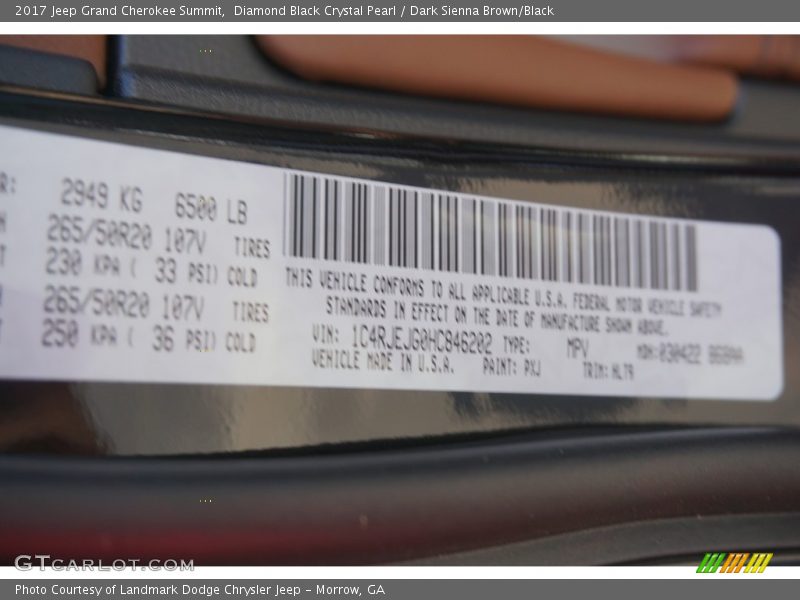 2017 Jeep Grand Cherokee Summit,  Diamond Black Crystal Pearl / Dark Sienna Brown/Black
R: 2949 KG 6500 LB
265/50R20 107V TIRES
230 KPA ( 33 PSI) COLD
265/50R20 107V TIRES
250 KPA ( 36 PSI) COLD
THIS VEHICLE CONFORMS TO ALL APPLICABLE U.S.A. FEDERAL MOTOR VEHICLE SAFETY
STANDARDS IN EFFECT ON THE DATE OF MANUFACTURE SHOWN ABOVE.
VIN: 1C4RJEJG0HC846202 TYPE: MPV MDH:030422
VEHICLE MADE IN U.S.A. PAINT: PXJ TRIM: HLT9
GTCARLOT.COM
Photo Courtesy of Landmark Dodge Chrysler Jeep – Morrow, GA